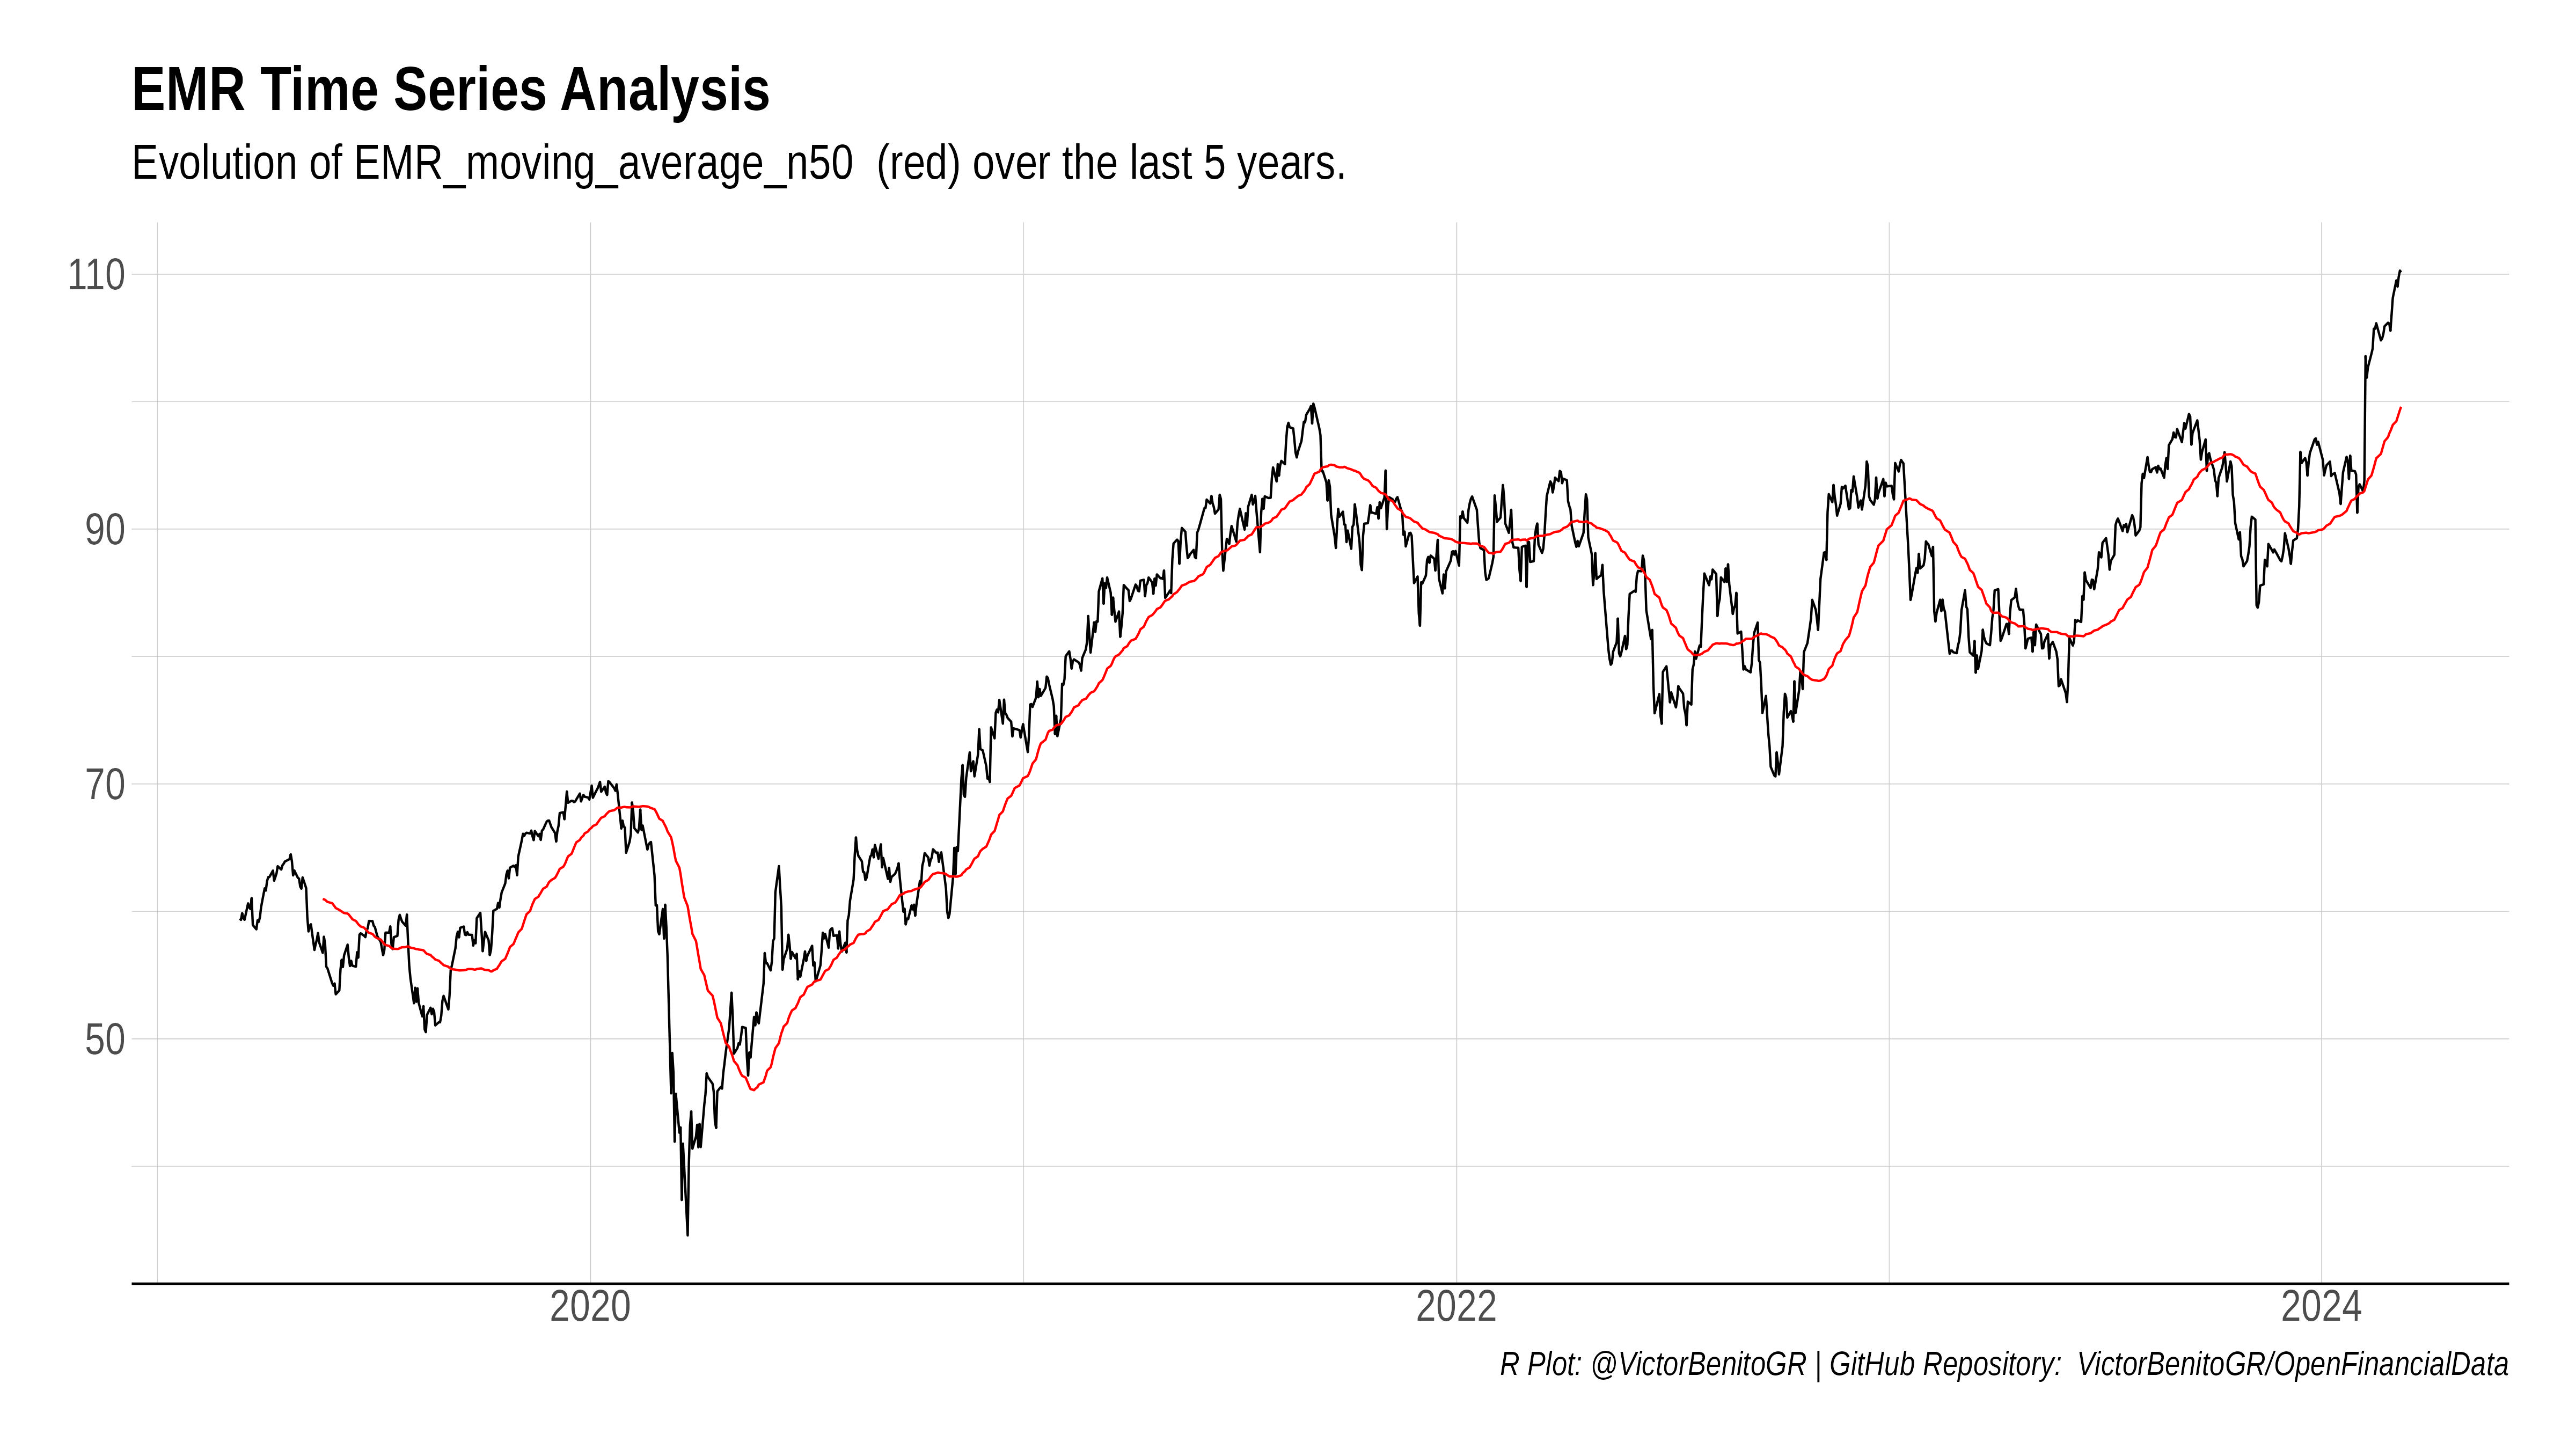 EMR Time Series Analysis
Evolution of EMR_moving_average_n50  (red) over the last 5 years.
110
90
70
50
2020 2022 2024
R Plot: @VictorBenitoGR | GitHub Repository:  VictorBenitoGR/OpenFinancialData